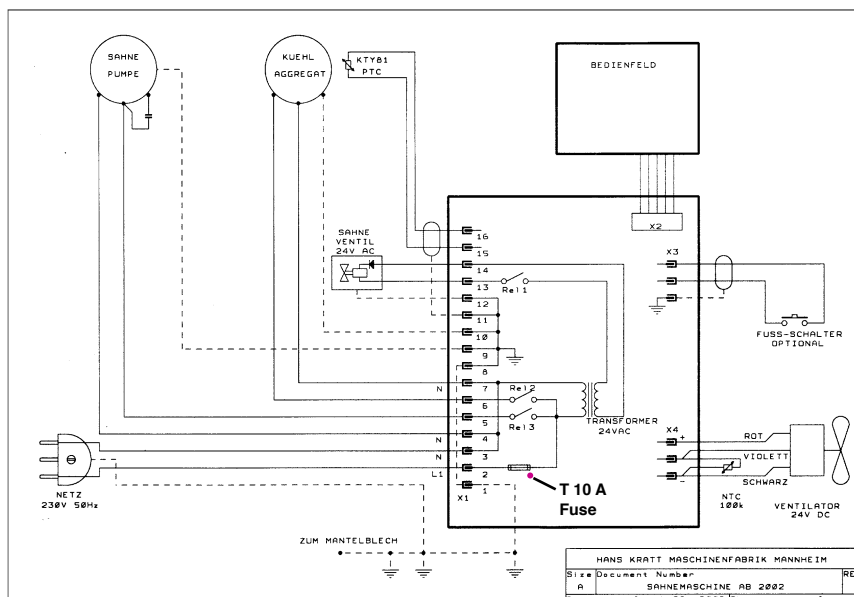 SAHNE
PUMPE
KUEHL
AGGREGAT
KTY81
PTC
BEDIENFELD
X2
SAHNE
VENTIL
24V AC
16
15
14
13
12
11
10
9
8
7
6
5
4
3
2
1
X1
Rel1
Rel2
Rel3
N
N
N
L1
TRANSFORMER
24VAC
X3
FUSS-SCHALTER
OPTIONAL
X4
+
-
ROT
VIOLETT
SCHWARZ
NTC
100k
VENTILATOR
24V DC
NETZ
230V 50Hz
T 10 A
Fuse
ZUM MANTELBLECH
HANS KRATT MASCHINENFABRIK MANNHEIM
Size Document Number RE
A SAHNEMASCHINE AB 2002